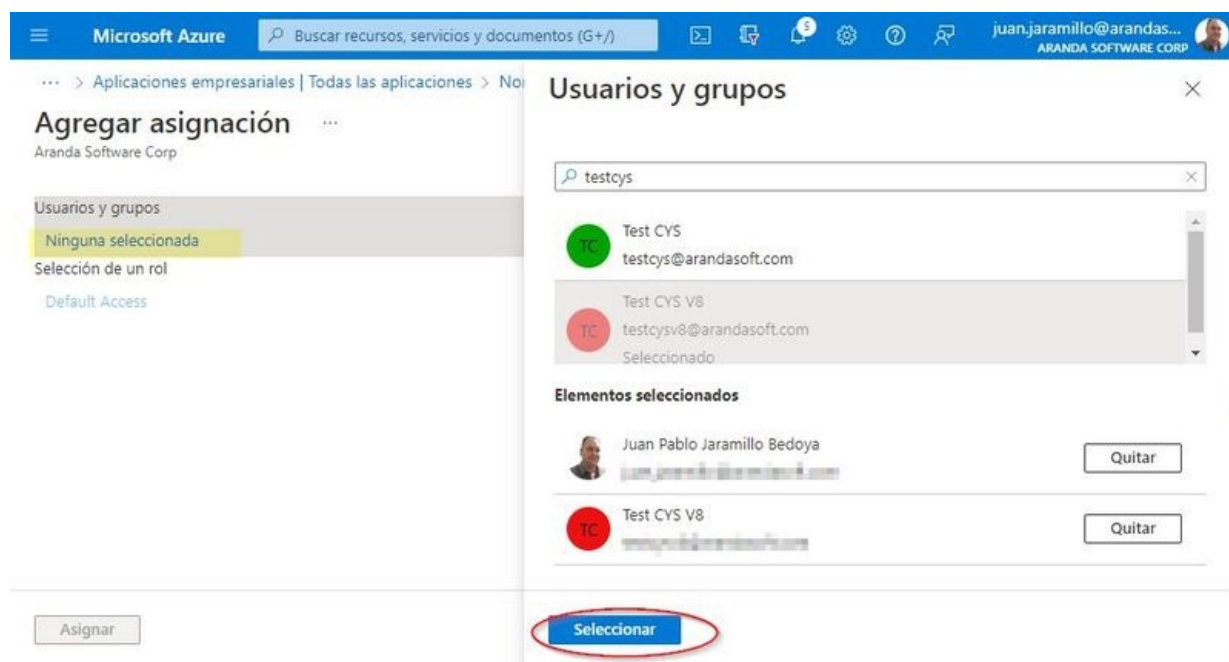 Microsoft Azure
Buscar recursos, servicios y documentos (G+/)
5
juan.jaramillo@arandas...
ARANDA SOFTWARE CORP
... > Aplicaciones empresariales | Todas las aplicaciones >
Agregar asignación ...
Aranda Software Corp
Usuarios y grupos
Ninguna seleccionada
Selección de un rol
Default Access
Asignar
Usuarios y grupos
testcys
TC
Test CYS
testcys@arandasoft.com
TC
Test CYS V8
testcysv8@arandasoft.com
Seleccionado
Elementos seleccionados
Juan Pablo Jaramillo Bedoya
Quitar
TC
Test CYS V8
Quitar
Seleccionar